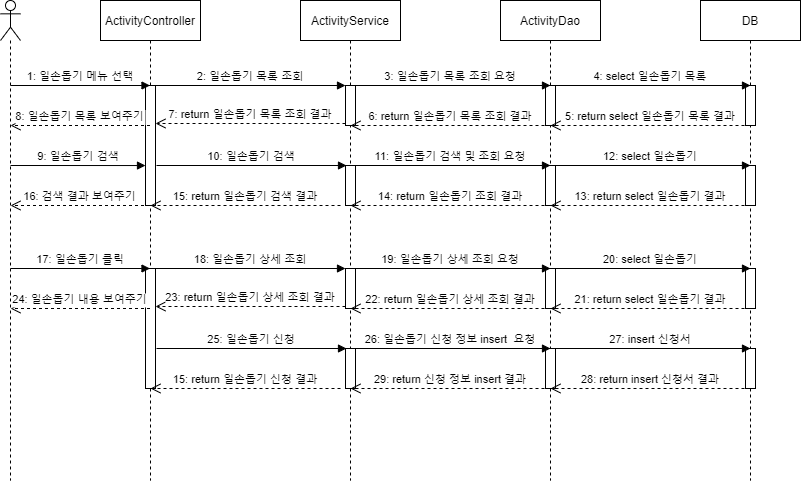 ActivityController
ActivityService
ActivityDao
DB
1: 일손돕기 메뉴 선택
2: 일손돕기 목록 조회
3: 일손돕기 목록 조회 요청
4: select 일손돕기 목록
8: 일손돕기 목록 보여주기
7: return 일손돕기 목록 조회 결과
6: return 일손돕기 목록 조회 결과
5: return select 일손돕기 목록 결과
9: 일손돕기 검색
10: 일손돕기 검색
11: 일손돕기 검색 및 조회 요청
12: select 일손돕기
16: 검색 결과 보여주기
15: return 일손돕기 검색 결과
14: return 일손돕기 조회 결과
13: return select 일손돕기 결과
17: 일손돕기 클릭
18: 일손돕기 상세 조회
19: 일손돕기 상세 조회 요청
20: select 일손돕기
24: 일손돕기 내용 보여주기
23: return 일손돕기 상세 조회 결과
22: return 일손돕기 상세 조회 결과
21: return select 일손돕기 결과
25: 일손돕기 신청
26: 일손돕기 신청 정보 insert 요청
27: insert 신청서
15: return 일손돕기 신청 결과
29: return 신청 정보 insert 결과
28: return insert 신청서 결과